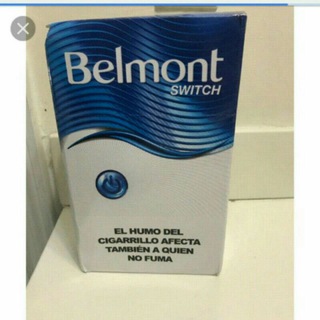 Belmont
SWITCH
EL HUMO DEL
CIGARRILLO AFECTA
TAMBIÉN A QUIEN
NO FUMA